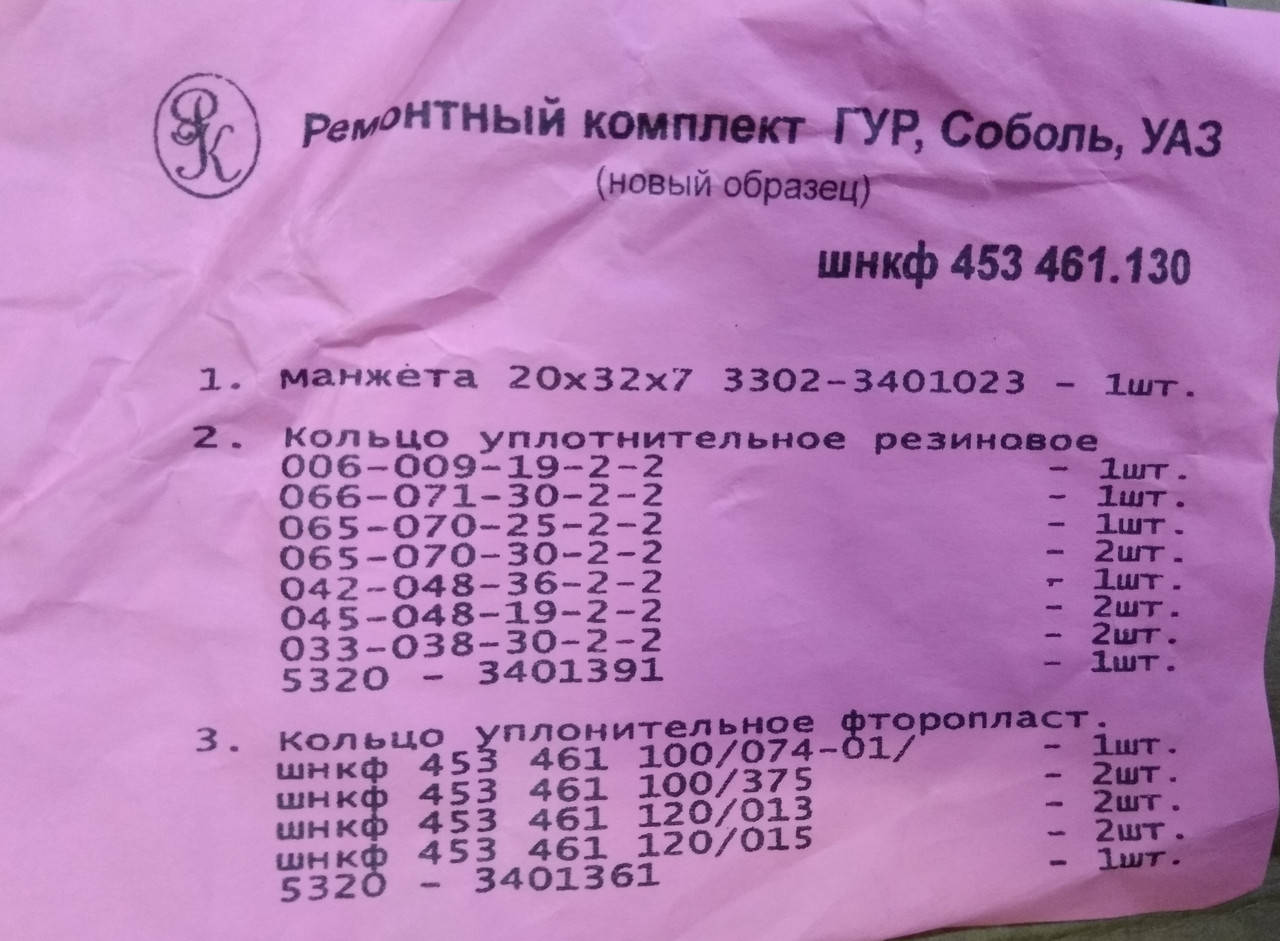 РК
Ремонтный комплект ГУР, Соболь, УАЗ
(новый образец)
шнкф 453 461.130
1. манжета 20х32х7 3302-3401023 - 1шт.
2. Кольцо уплотнительное резиновое
006-009-19-2-2 - 1шт.
066-071-30-2-2 - 1шт.
065-070-25-2-2 - 1шт.
065-070-30-2-2 - 2шт.
042-048-36-2-2 - 1шт.
045-048-19-2-2 - 2шт.
033-038-30-2-2 - 2шт.
5320 - 3401391 - 1шт.
3. Кольцо уплонительное фторопласт.
шнкф 453 461 100/074-01/ - 1шт.
шнкф 453 461 100/375 - 2шт.
шнкф 453 461 120/013 - 2шт.
шнкф 453 461 120/015 - 2шт.
5320 - 3401361 - 1шт.